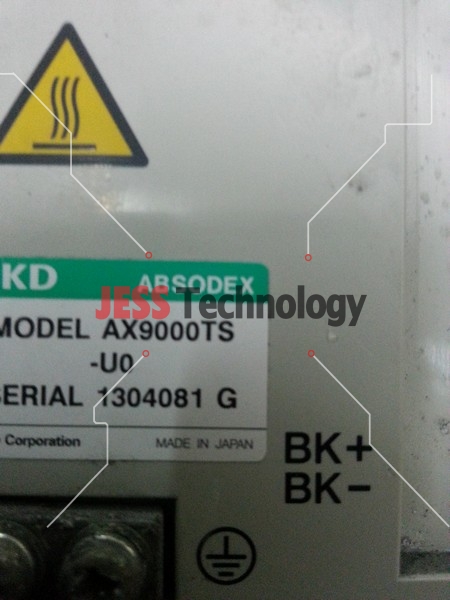 KD ABSODEX
JESS Technology
MODEL AX9000TS
-U0
SERIAL 1304081 G
Corporation MADE IN JAPAN
BK+
BK-